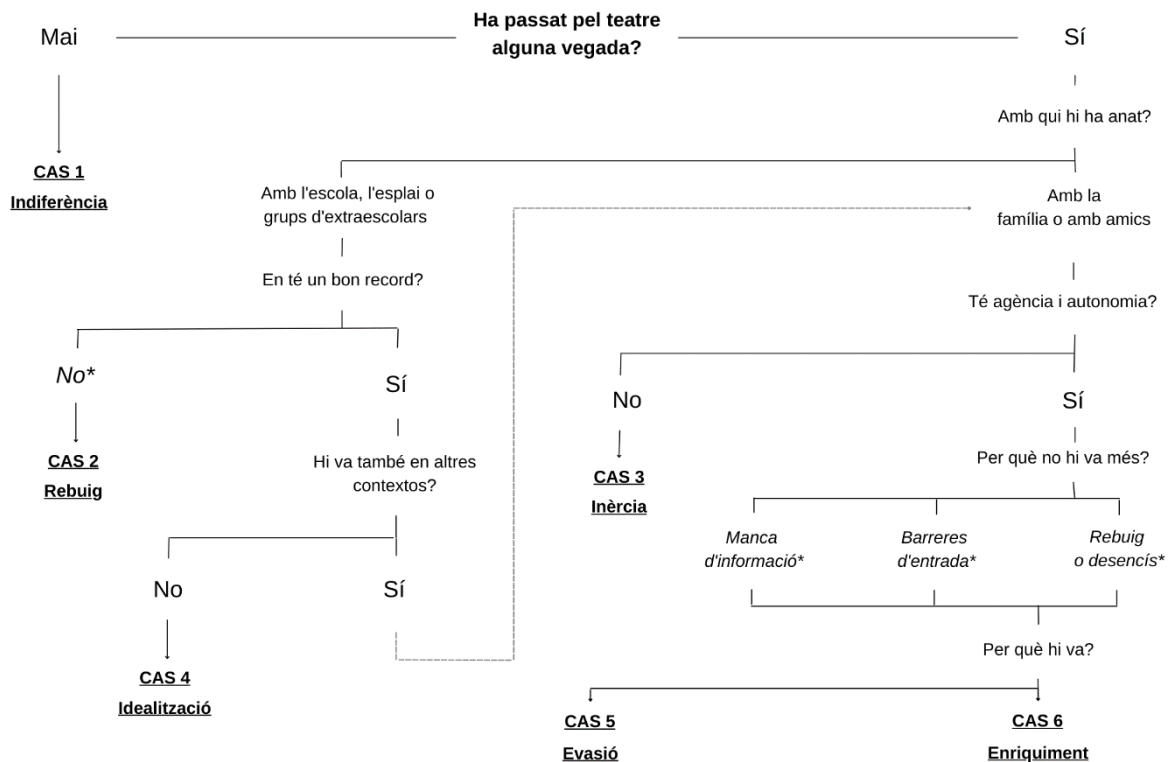 Ha passat pel teatre
alguna vegada?
Mai
Sí
Amb qui hi ha anat?
CAS 1
Indiferència
Amb l'escola, l'esplai o
grups d'extraescolars
Amb la
família o amb amics
En té un bon record?
Té agència i autonomia?
No*
Sí
No
Sí
CAS 2
Rebuig
Hi va també en altres
contextos?
CAS 3
Inèrcia
Per què no hi va més?
Manca
d'informació*
Barreres
d'entrada*
Rebuig
o desencís*
No
Sí
Per què hi va?
CAS 4
Idealització
CAS 5
Evasió
CAS 6
Enriquiment